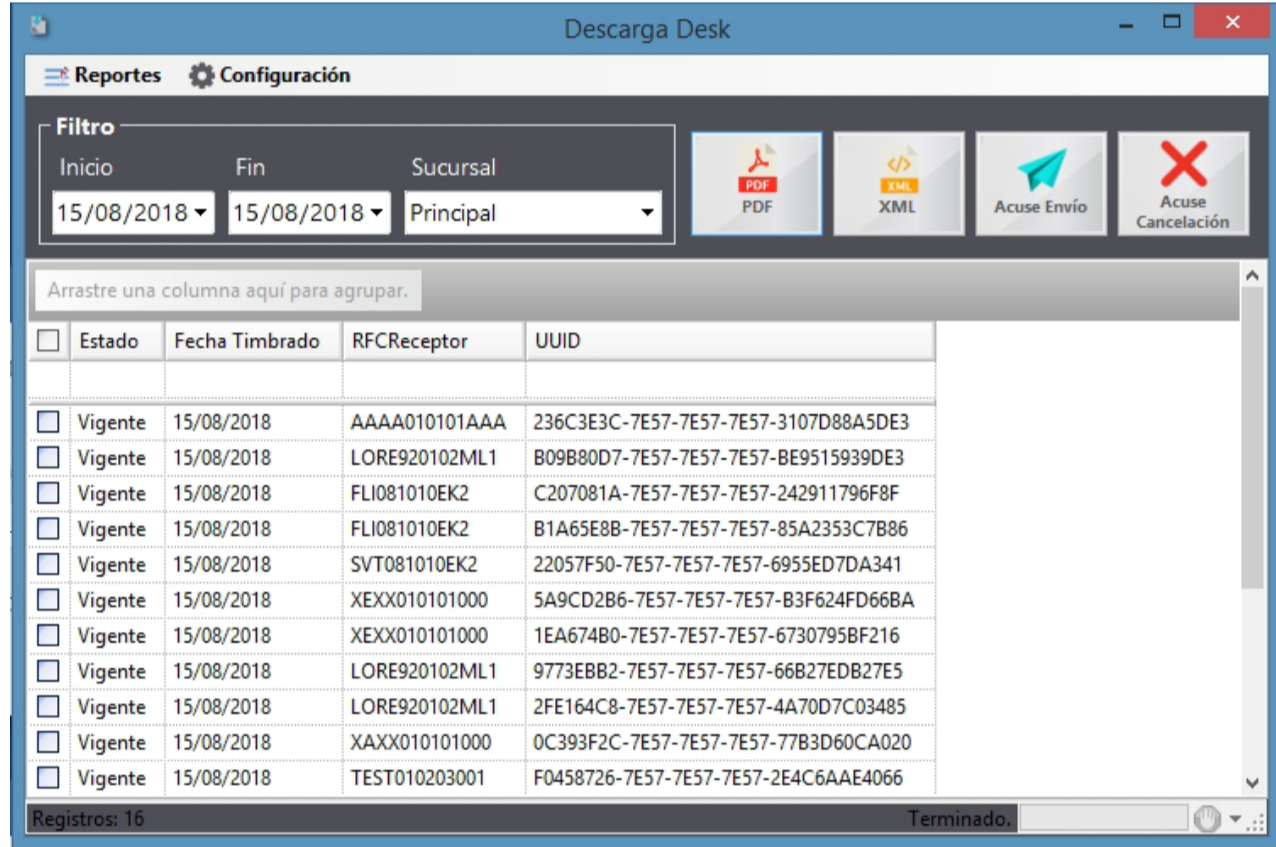 Descarga Desk
Reportes Configuración
Filtro
Inicio Fin Sucursal
15/08/2018 15/08/2018 Principal
PDF
PDF
XML
XML
Acuse Envío
Acuse
Cancelación
Arrastre una columna aquí para agrupar.
Estado Fecha Timbrado RFCReceptor UUID
Vigente 15/08/2018 AAAA010101AAA 236C3E3C-7E57-7E57-7E57-3107D88A5DE3
Vigente 15/08/2018 LORE920102ML1 B09B80D7-7E57-7E57-7E57-BE9515939DE3
Vigente 15/08/2018 FLI081010EK2 C207081A-7E57-7E57-7E57-242911796F8F
Vigente 15/08/2018 FLI081010EK2 B1A65E8B-7E57-7E57-7E57-85A2353C7B86
Vigente 15/08/2018 SVT081010EK2 22057F50-7E57-7E57-7E57-6955ED7DA341
Vigente 15/08/2018 XEXX010101000 5A9CD2B6-7E57-7E57-7E57-B3F624FD66BA
Vigente 15/08/2018 XEXX010101000 1EA674B0-7E57-7E57-7E57-6730795BF216
Vigente 15/08/2018 LORE920102ML1 9773EBB2-7E57-7E57-7E57-66B27EDB27E5
Vigente 15/08/2018 LORE920102ML1 2FE164C8-7E57-7E57-7E57-4A70D7C03485
Vigente 15/08/2018 XAXX010101000 0C393F2C-7E57-7E57-7E57-77B3D60CA020
Vigente 15/08/2018 TEST010203001 F0458726-7E57-7E57-7E57-2E4C6AAE4066
Registros: 16 Terminado.